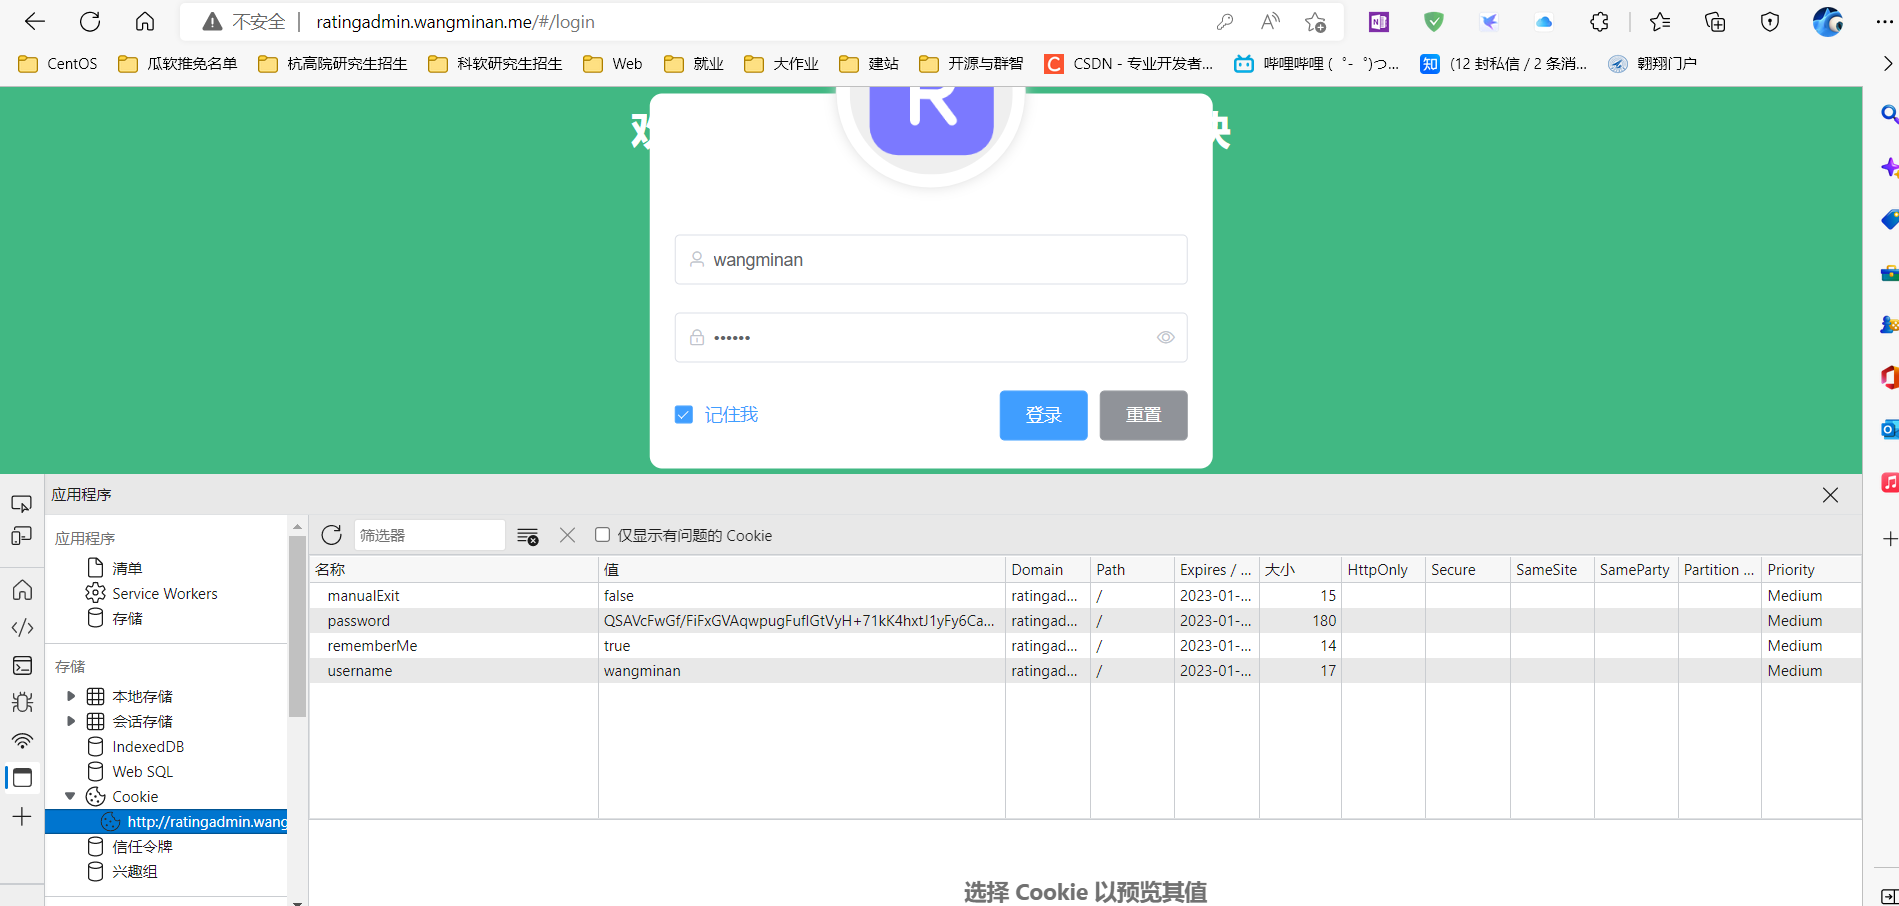 不安全 ratingadmin.wangminan.me/#/login
CentOS 瓜软推免名单 杭高院研究生招生 科软研究生招生 Web 就业 大作业 建站 开源与群智 CSDN - 专业开发者... 哔哩哔哩 (゜-゜)つ... (12 封私信 / 2 条消... 翱翔门户
R
wangminan
••••••
记住我 登录 重置
应用程序
应用程序
清单
Service Workers
存储
存储
本地存储
会话存储
IndexedDB
Web SQL
Cookie
http://ratingadmin.wang
信任令牌
兴趣组
筛选器 仅显示有问题的 Cookie
名称 值 Domain Path Expires / ... 大小 HttpOnly Secure SameSite SameParty Partition ... Priority
manualExit false ratingad... / 2023-01-... 15 Medium
password QSAVcFwGf/FiFxGVAqwpugFuflGtVyH+71kK4hxtJ1yFy6Ca... ratingad... / 2023-01-... 180 Medium
rememberMe true ratingad... / 2023-01-... 14 Medium
username wangminan ratingad... / 2023-01-... 17 Medium
选择 Cookie 以预览其值